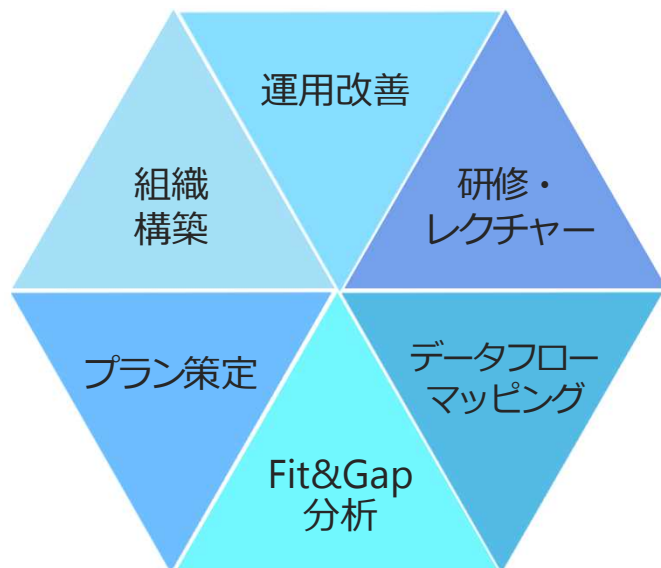 運用改善
組織
構築
研修・
レクチャー
プラン策定
データフロー
マッピング
Fit&Gap
分析